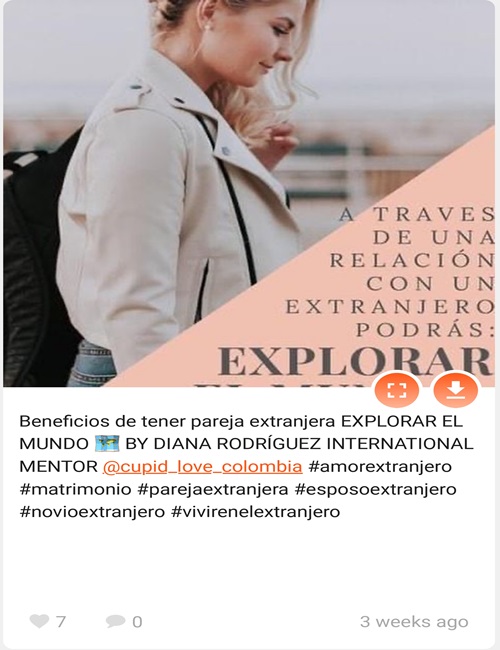 A TRAVES
DE UNA
RELACIÓN
CON UN
EXTRANJERO
PODRÁS:
EXPLORAR
Beneficios de tener pareja extranjera EXPLORAR EL
MUNDO 🗺️ BY DIANA RODRÍGUEZ INTERNATIONAL
MENTOR @cupid_love_colombia #amorextranjero
#matrimonio #parejaextranjera #esposoextranjero
#novioextranjero #vivirenelextranjero
7
0
3 weeks ago